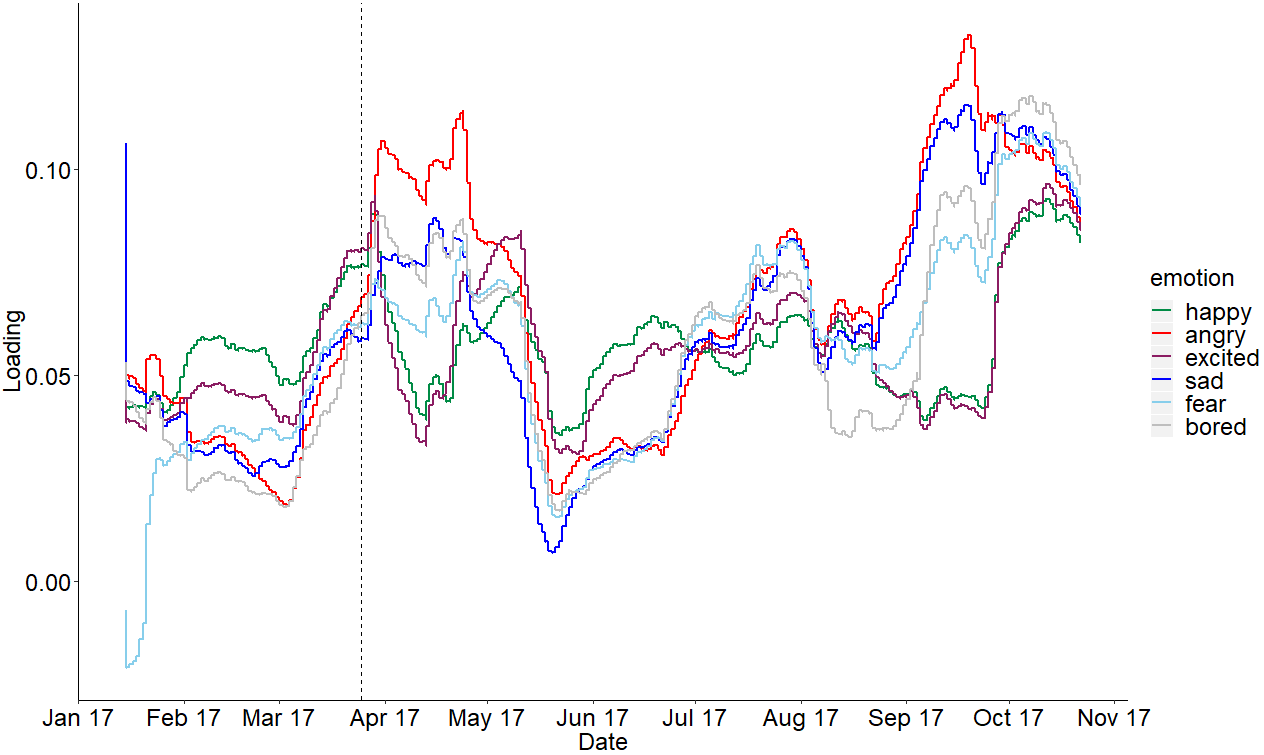 Loading
0.10
0.05
0.00
Jan 17 Feb 17 Mar 17 Apr 17 May 17 Jun 17 Jul 17 Aug 17 Sep 17 Oct 17 Nov 17
Date
emotion
happy
angry
excited
sad
fear
bored